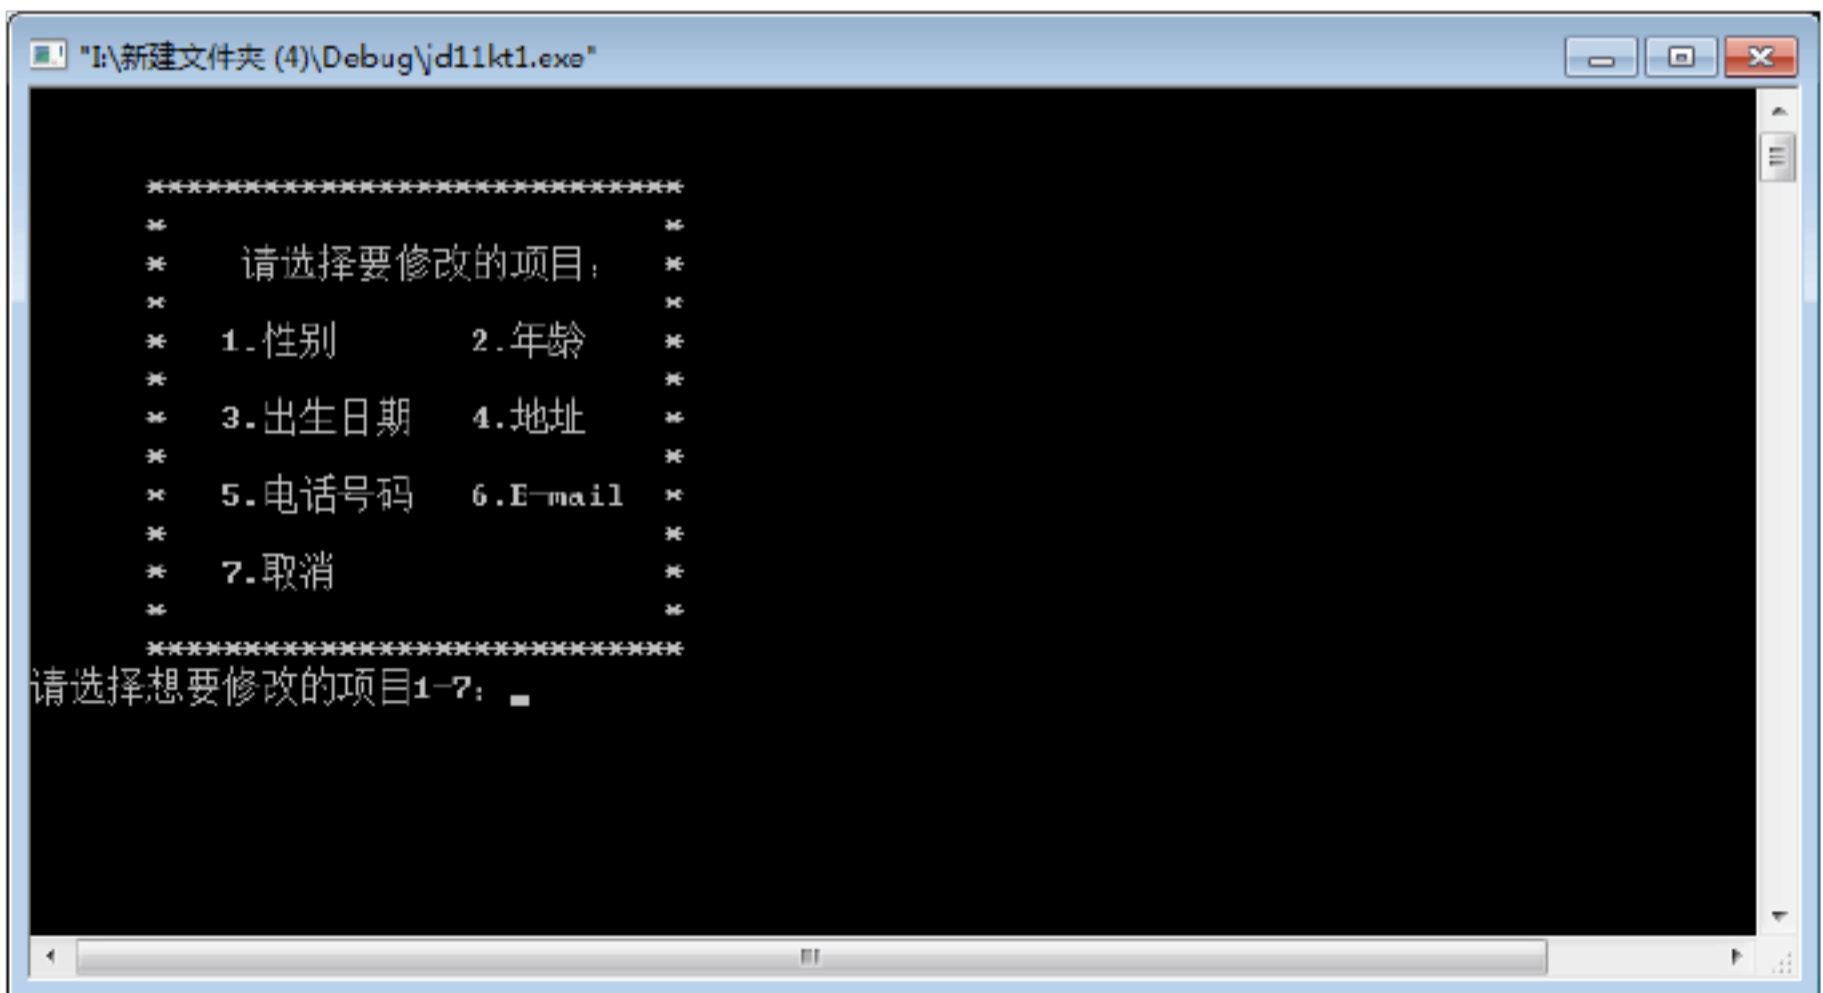 "I:\新建文件夹 (4)\Debug\jd11kt1.exe"
****************************
* *
* 请选择要修改的项目: *
* *
* 1.性别 2.年龄 *
* *
* 3.出生日期 4.地址 *
* *
* 5.电话号码 6.E-mail *
* *
* 7.取消 *
* *
****************************
请选择想要修改的项目1-7: